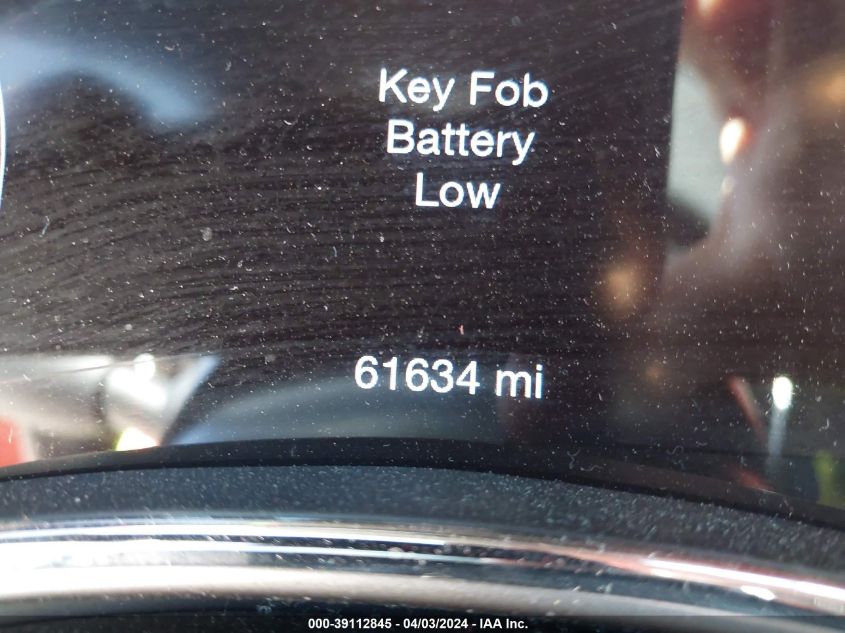 Key Fob
Battery
Low
61634 mi
000-39112845 - 04/03/2024 - IAA Inc.